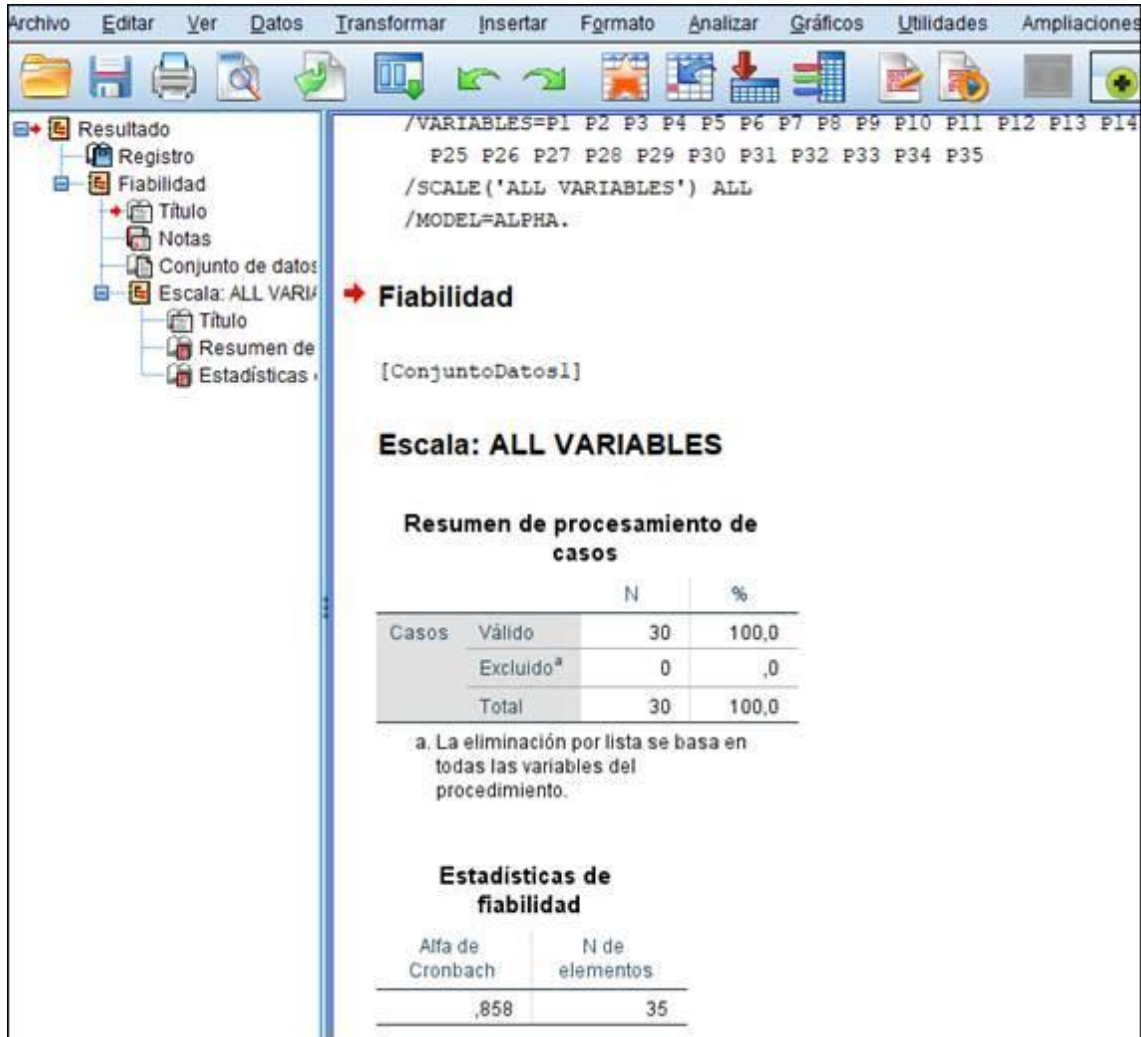 Archivo Editar Ver Datos Transformar Insertar Formato Analizar Gráficos Utilidades Ampliaciones
Resultado
Registro
Fiabilidad
Título
Notas
Conjunto de datos
Escala: ALL VARIA
Título
Resumen de
Estadísticas
/VARIABLES=P1 P2 P3 P4 P5 P6 P7 P8 P9 P10 P11 P12 P13 P14
P25 P26 P27 P28 P29 P30 P31 P32 P33 P34 P35
/SCALE('ALL VARIABLES') ALL
/MODEL=ALPHA.
Fiabilidad
[ConjuntoDatos1]
Escala: ALL VARIABLES
Resumen de procesamiento de
casos
N %
Casos Válido 30 100,0
Excluido^a 0 ,0
Total 30 100,0
a. La eliminación por lista se basa en
todas las variables del
procedimiento.
Estadísticas de
fiabilidad
Alfa de N de
Cronbach elementos
,858 35